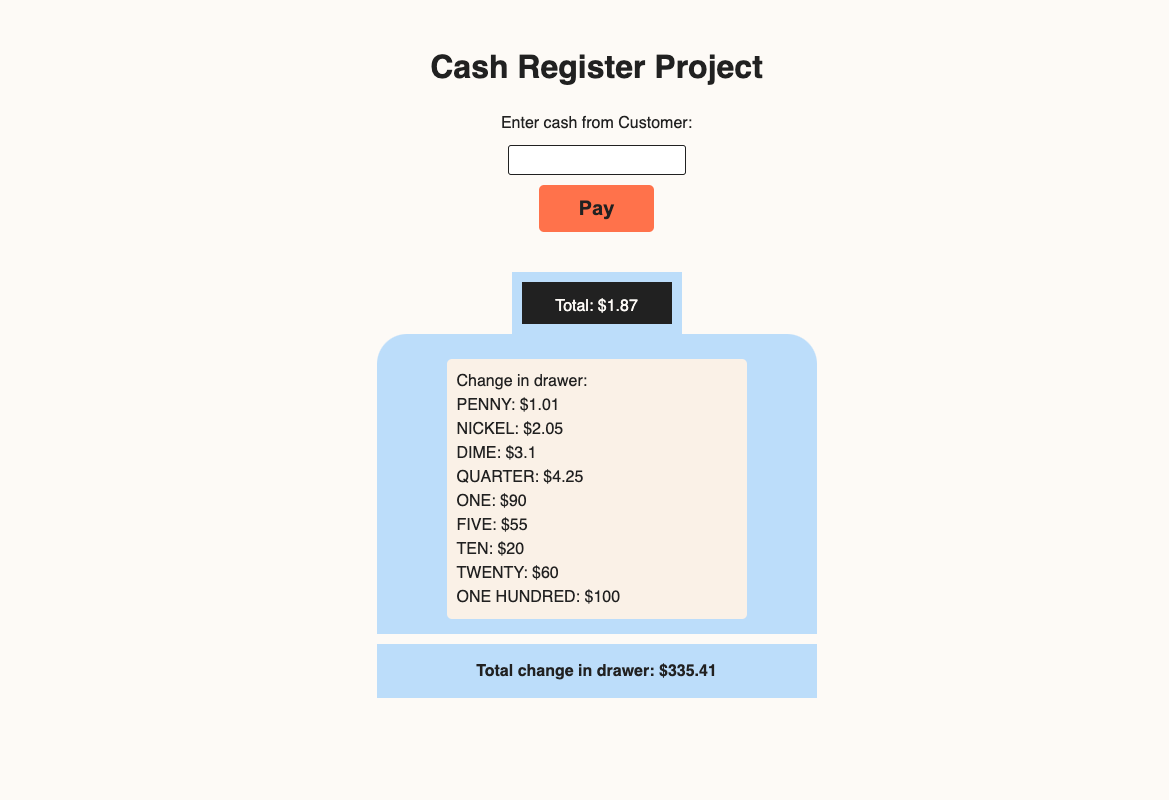 Cash Register Project
Enter cash from Customer:
Pay
Total: $1.87
Change in drawer:
PENNY: $1.01
NICKEL: $2.05
DIME: $3.1
QUARTER: $4.25
ONE: $90
FIVE: $55
TEN: $20
TWENTY: $60
ONE HUNDRED: $100
Total change in drawer: $335.41